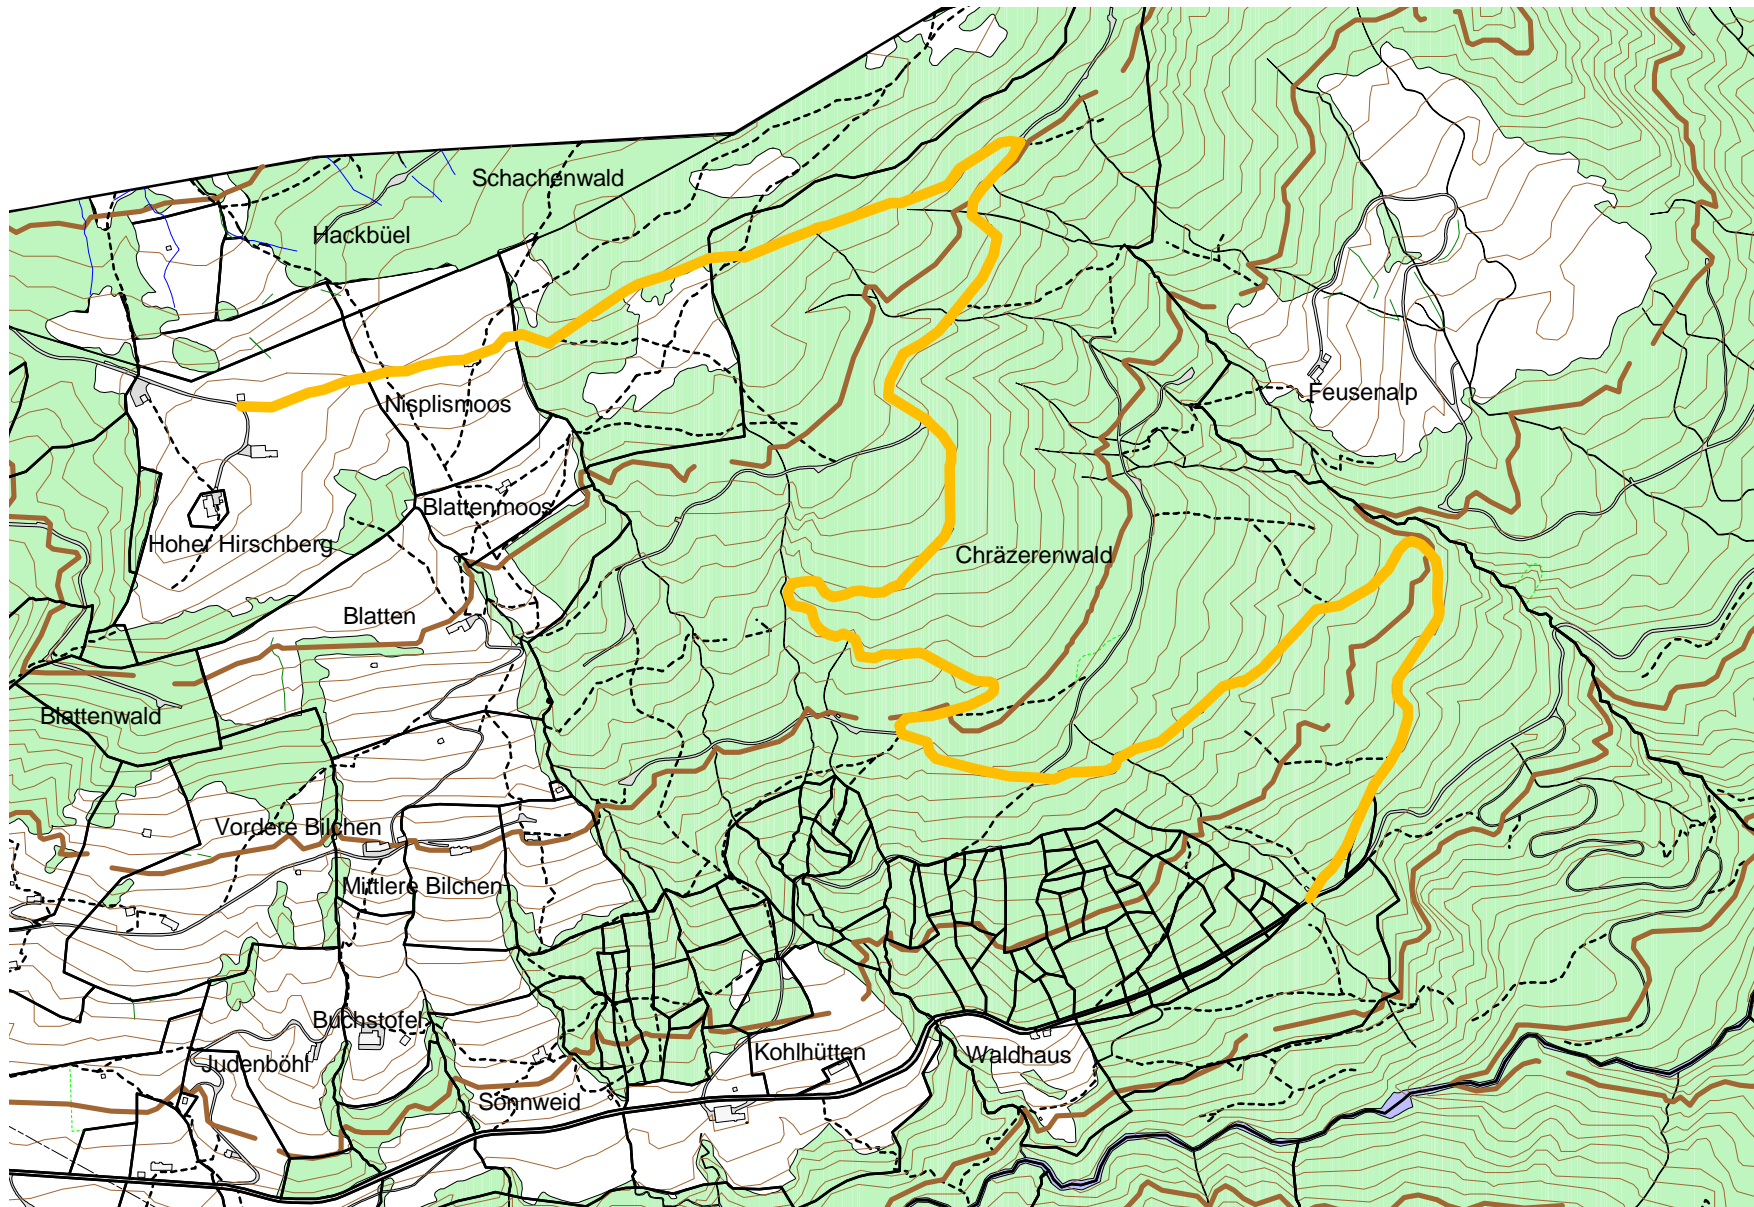 Schachenwald
Hackbüel
Feusenalp
Nisplismoos
Blattenmoos
Hoher Hirschberg
Chräzerenwald
Blatten
Blattenwald
Vordere Bilchen
Mittlere Bilchen
Buchstofel
Judenböhl
Kohlhütten
Waldhaus
Sonnweid